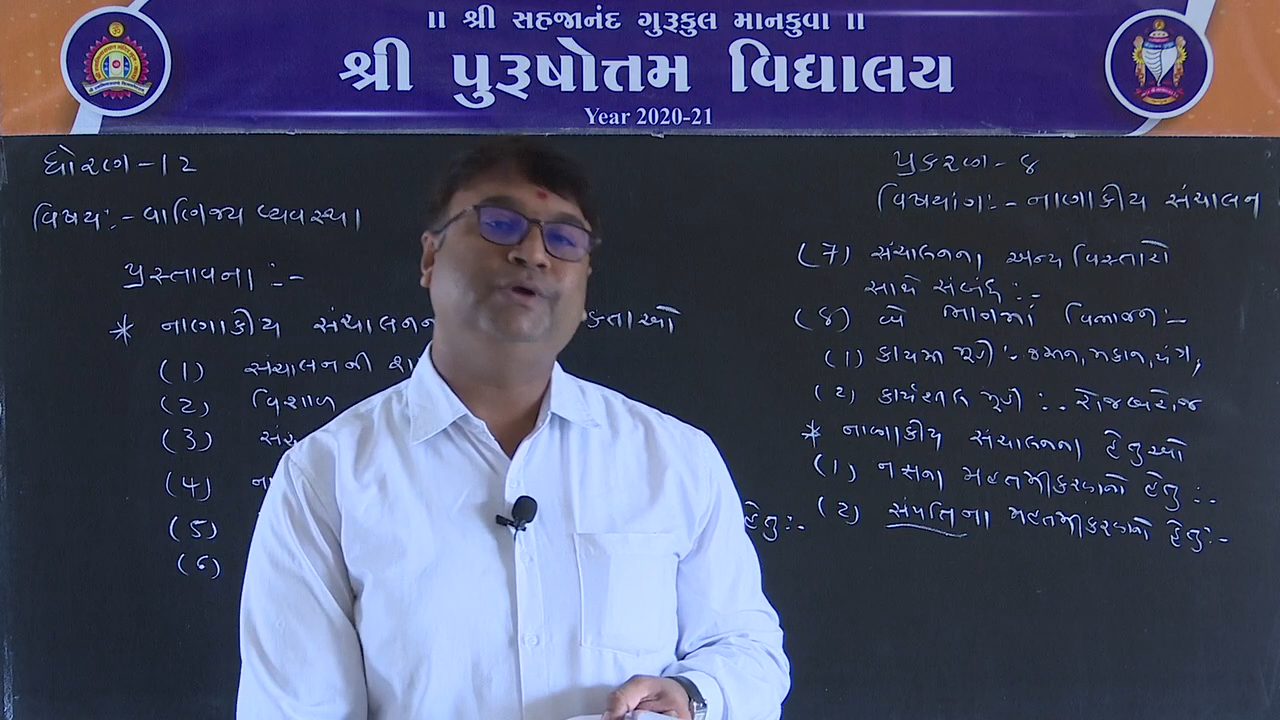 ॥ શ્રી સહજાનંદ ગુરૂકુલ માનકુવા ॥
શ્રી પુરૂષોત્તમ વિદ્યાલય
Year 2020-21
ધોરણ-12
વિષય:- વાણિજ્ય વ્યવસ્થા
પ્રસ્તાવના :-
* નાણાકીય સંચાલનન
(1) સંચાલનની
(2) વિશાળ
(3)
(4)
(5)
(6)
હેતુ:-
પ્રકરણ-8
વિષયાંગ:- નાણાકીય સંચાલન
(7) સંચાલનના અન્ય વિસ્તારો
સાથે સંબંધ :-
(8) બે ભાગમાં વિભાજન:-
(1) કાયમી મૂડી:- જમીન, મકાન, યંત્ર,
(2) કાર્યશીલ મૂડી :- રોજબરોજ
* નાણાકીય સંચાલનના હેતુઓ
(1) નફાના મહત્તમીકરણનો હેતુ:-
(2) સંપત્તિના મહત્તમીકરણનો હેતુ:-